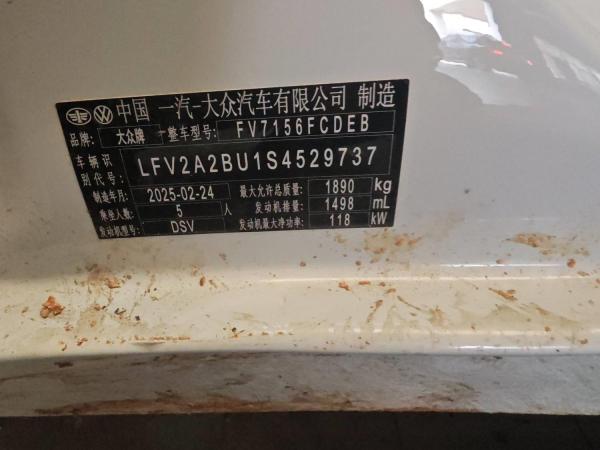 中国 一汽-大众汽车有限公司 制造
品牌: 大众牌 整车型号: FV7156FCDEB
车辆识别代号: LFV2A2BU1S4529737
制造年月: 2025-02-24 最大允许总质量: 1890 kg
乘坐人数: 5 人 发动机排量: 1498 mL
发动机型号: DSV 发动机最大净功率: 118 kW